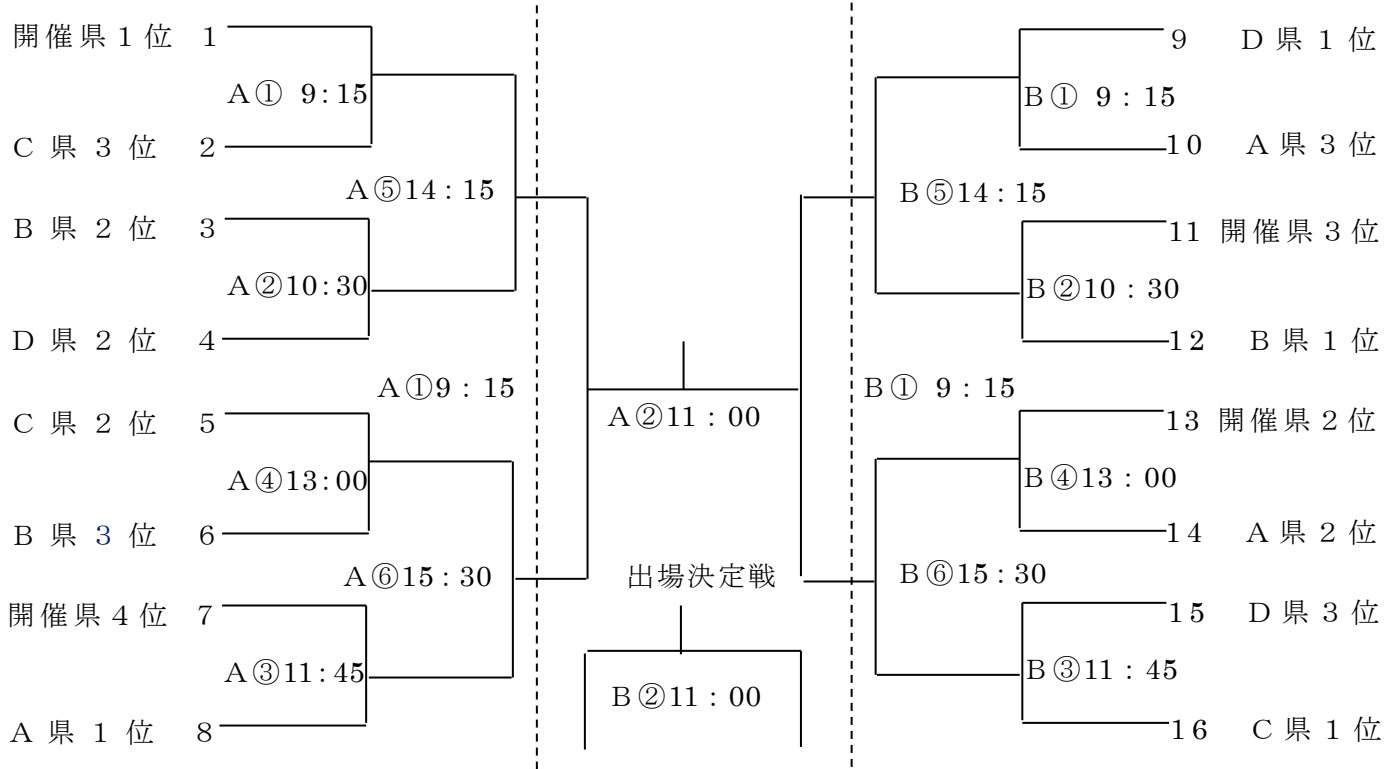 開催県１位 1
A① 9:15
C県３位 2
A⑤14：15
B県２位 3
A②10:30
D県２位 4
A①9：15
C県２位 5
A④13:00
B県３位 6
A⑥15：30
開催県４位 7
A③11:45
A県１位 8
A②11：00
出場決定戦
B②11：00
9 D県１位
B① 9：15
10 A県３位
B⑤14：15
11 開催県３位
B②10：30
12 B県１位
B① 9：15
13 開催県２位
B④13：00
14 A県２位
B⑥15：30
15 D県３位
B③11：45
16 C県１位